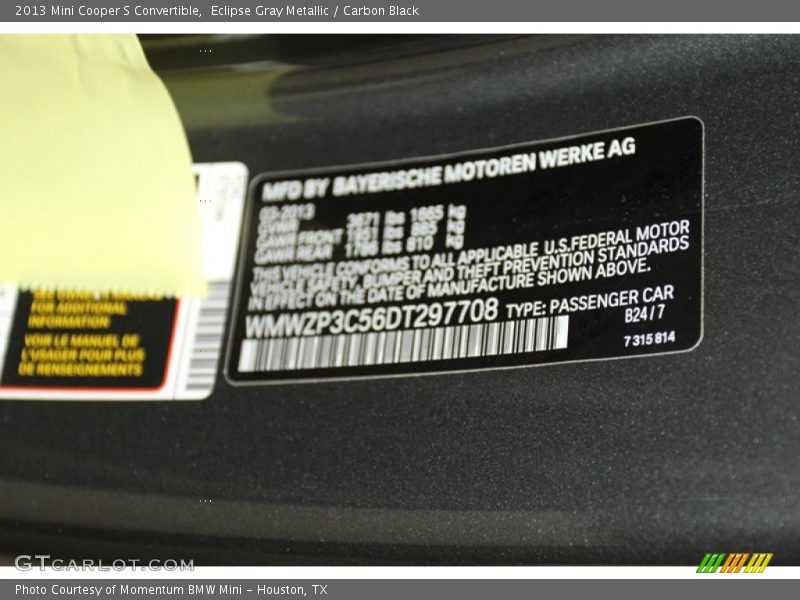 2013 Mini Cooper S Convertible, Eclipse Gray Metallic / Carbon Black
MFD BY BAYERISCHE MOTOREN WERKE AG
03-2013
GVWR 3671 lbs 1665 kg
GAWR FRONT lbs kg
GAWR REAR lbs 810 kg
THIS VEHICLE CONFORMS TO ALL APPLICABLE U.S.FEDERAL MOTOR
VEHICLE SAFETY, BUMPER AND THEFT PREVENTION STANDARDS
IN EFFECT ON THE DATE OF MANUFACTURE SHOWN ABOVE.
WMWZP3C56DT297708 TYPE: PASSENGER CAR
B24 / 7
7 315 814
FOR ADDITIONAL
INFORMATION
VOIR LE MANUEL DE
L'USAGER POUR PLUS
DE RENSEIGNEMENTS
GTcarlot.com
Photo Courtesy of Momentum BMW Mini - Houston, TX